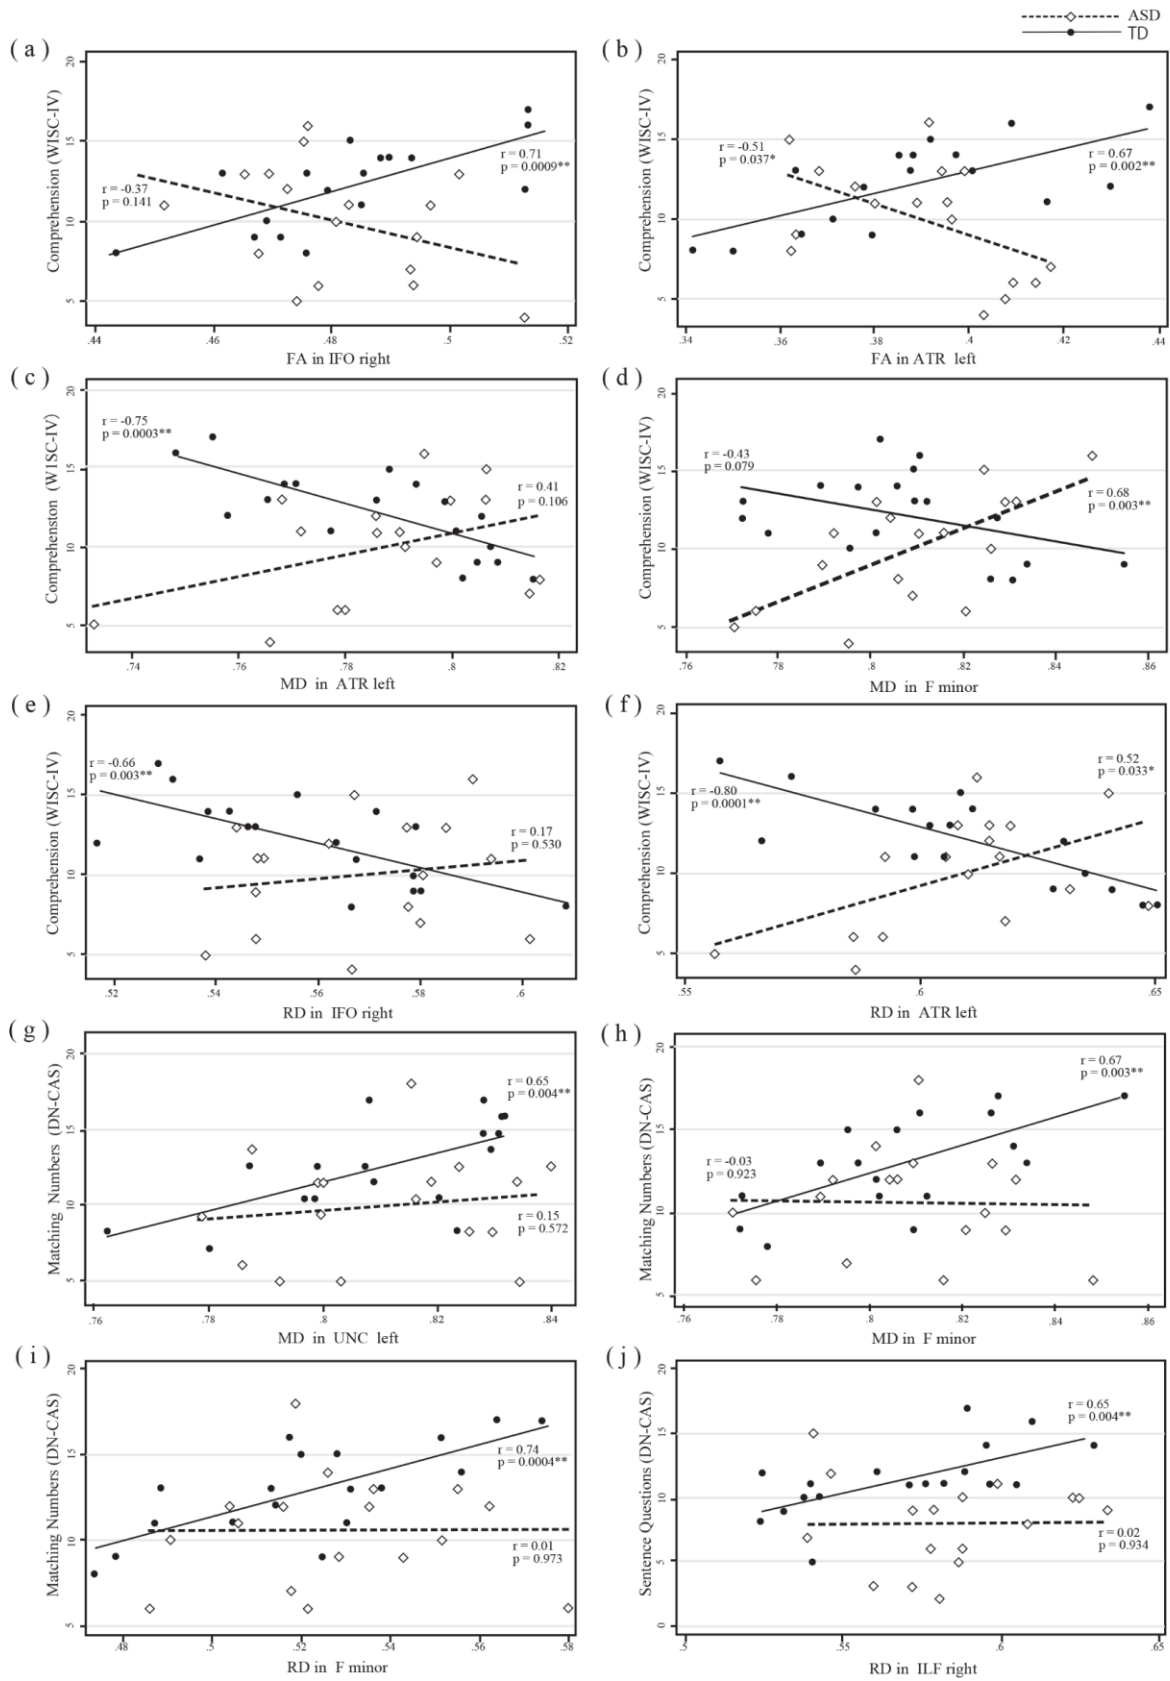 ASD
TD
( a )
Comprehension (WISC-IV)
20
15
10
5
r = -0.37
p = 0.141
r = 0.71
p = 0.0009**
.44
.46
.48
.5
.52
FA in IFO right
( b )
Comprehension (WISC-IV)
20
15
10
5
r = -0.51
p = 0.037*
r = 0.67
p = 0.002**
.34
.36
.38
.4
.42
.44
FA in ATR left
( c )
Comprehenston (WISC-IV)
20
15
10
5
r = -0.75
p = 0.0003**
r = 0.41
p = 0.106
.74
.76
.78
.8
.82
MD in ATR left
( d )
Comprehension (WISC-IV)
20
15
10
5
r = -0.43
p = 0.079
r = 0.68
p = 0.003**
.76
78
.8
.82
.84
.86
MD in F minor
( e )
Comprehension (WISC-IV)
20
15
10
5
r = -0.66
p = 0.003**
r = 0.17
p = 0.530
.52
.54
.56
.58
.6
RD in IFO right
( f )
Comprehension (WISC-IV)
20
15
10
5
r = -0.80
p = 0.0001**
r = 0.52
p = 0.033*
.55
.6
.65
RD in ATR left
( g )
Matching Numbers (DN-CAS)
20
15
10
5
r = 0.65
p = 0.004**
r = 0.15
p = 0.572
.76
.78
.8
.82
.84
MD in UNC left
( h )
Matching Numbers (DN-CAS)
20
15
10
5
r = -0.03
p = 0.923
r = 0.67
p = 0.003**
.76
.78
.8
.82
.84
.86
MD in F minor
( i )
Matching Numbers (DN-CAS)
20
15
10
5
r = 0.74
p = 0.0004**
r = 0.01
p = 0.973
.48
.5
.52
.54
.56
.58
RD in F minor
( j )
Sentence Questions (DN-CAS)
20
15
10
5
0
r = 0.65
p = 0.004**
r = 0.02
p = 0.934
.5
.55
.6
.65
RD in ILF right